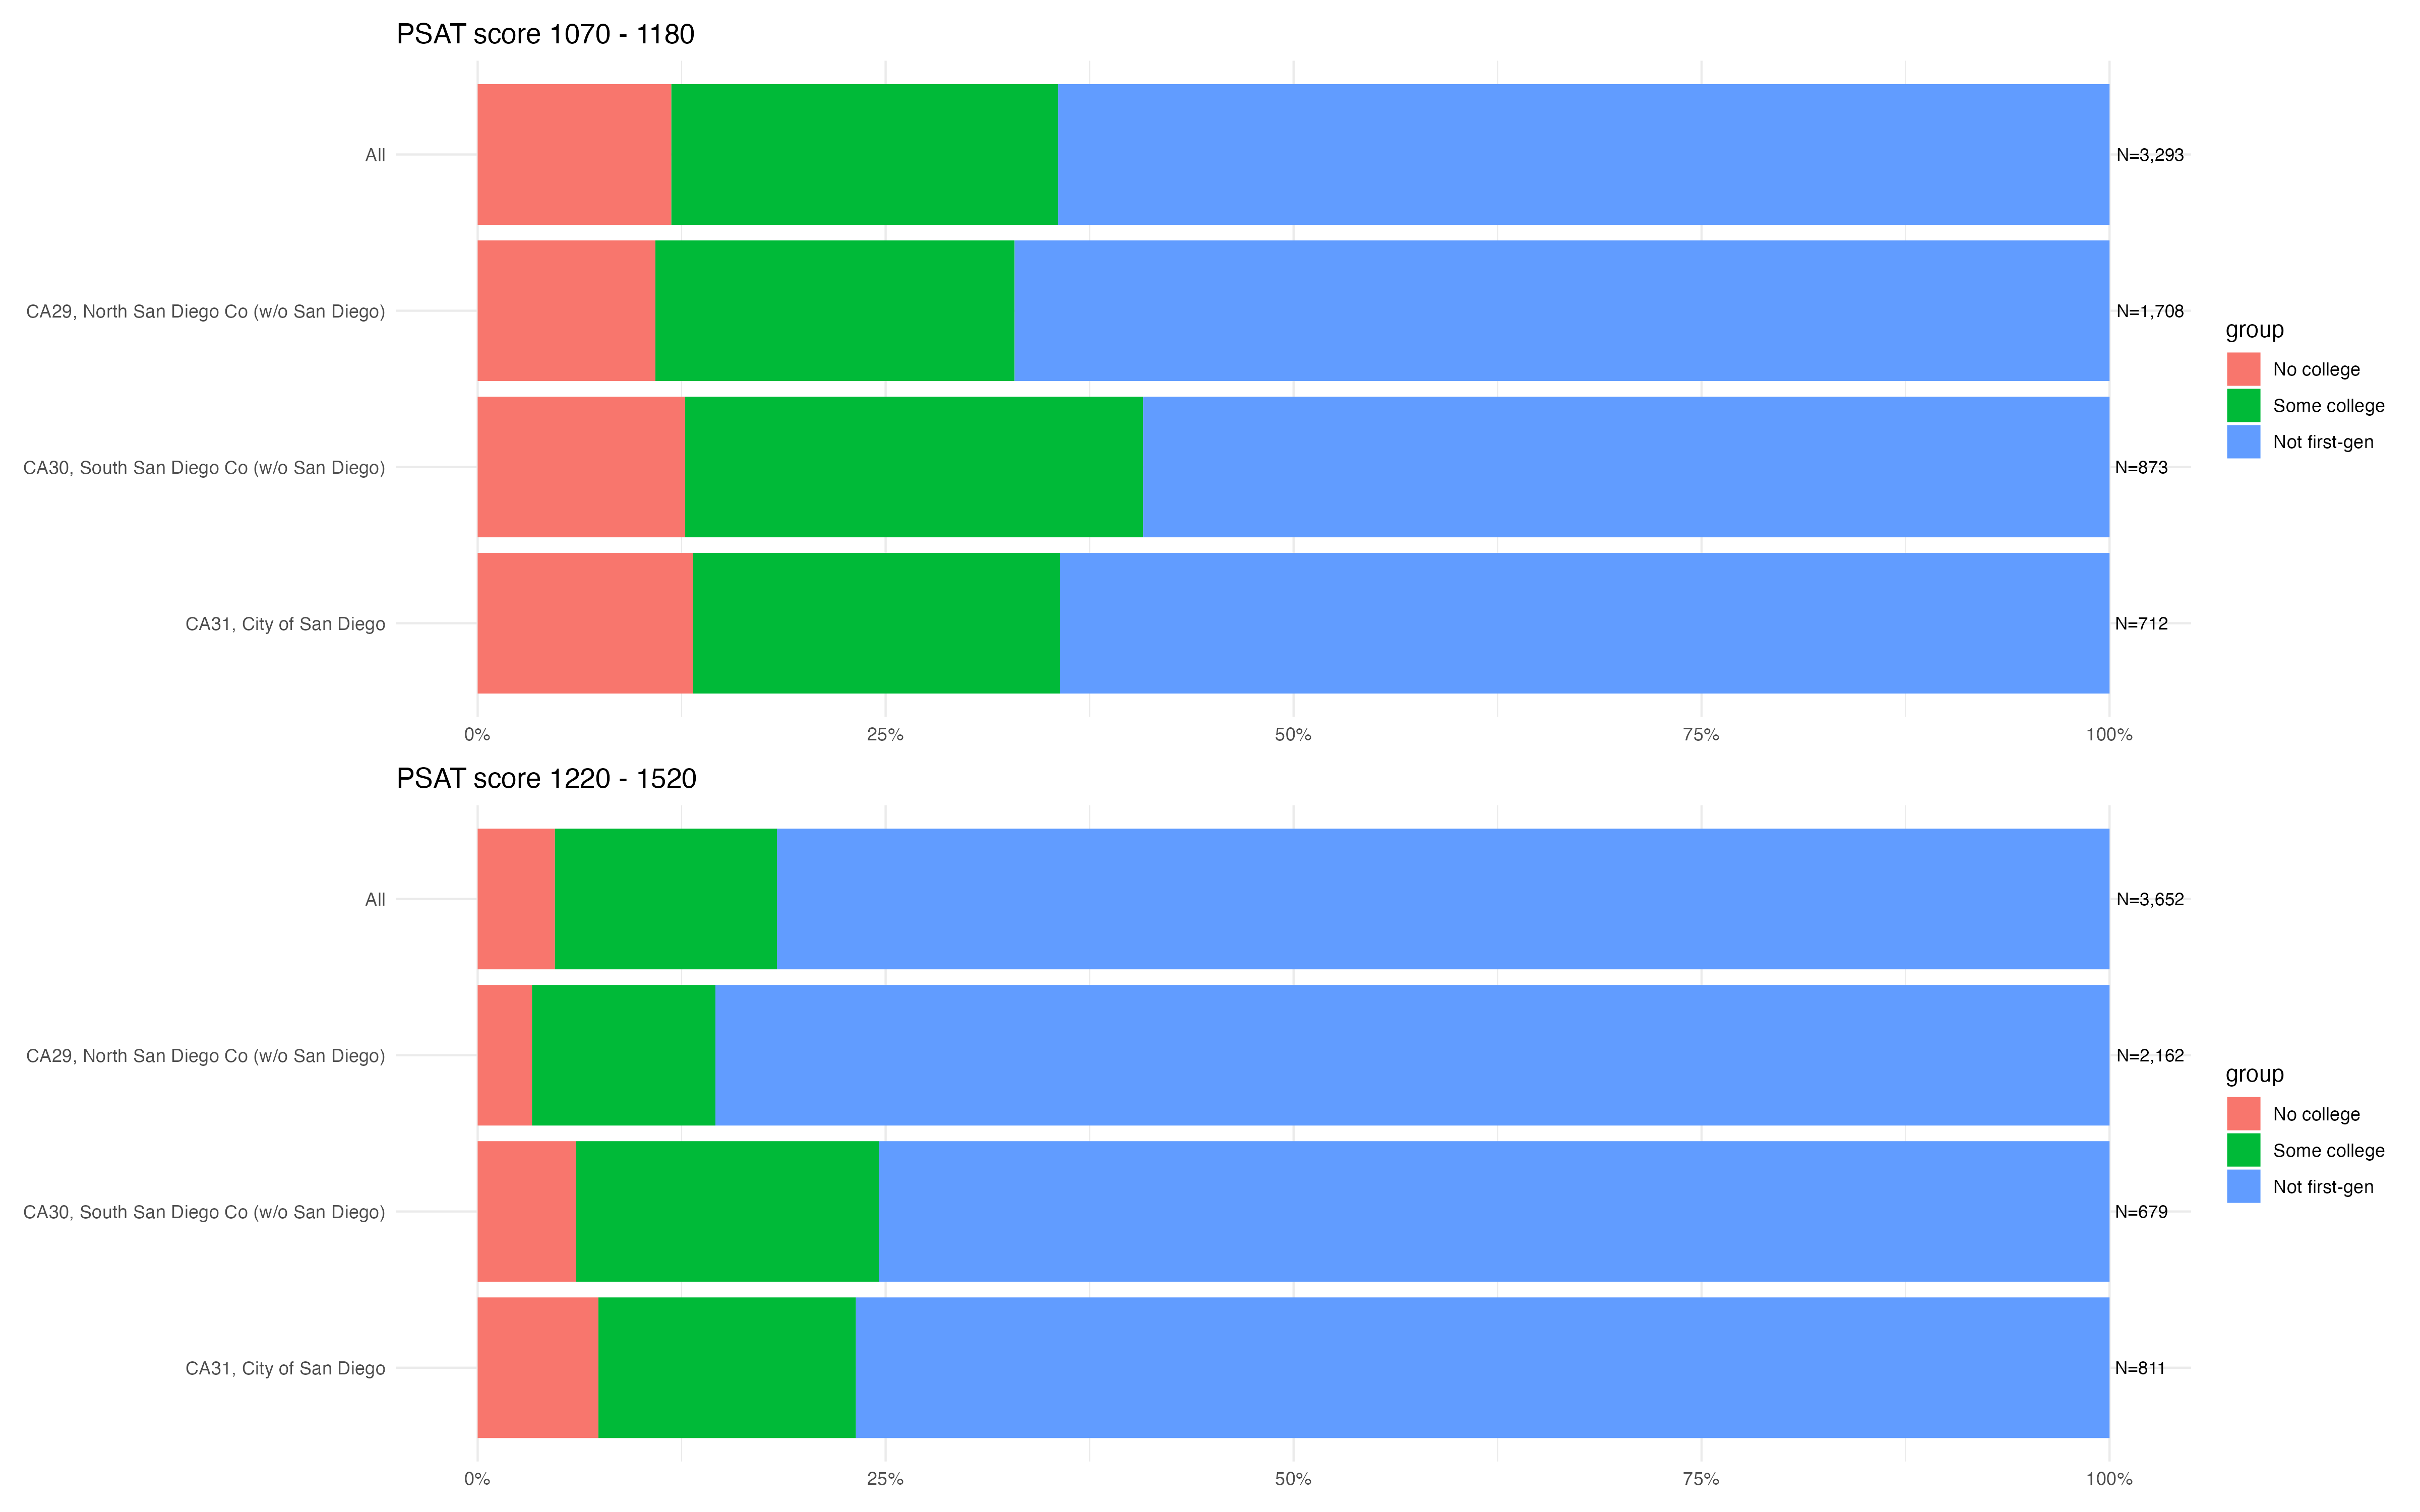 PSAT score 1070 - 1180
All
N=3,293
CA29, North San Diego Co (w/o San Diego)
N=1,708
CA30, South San Diego Co (w/o San Diego)
N=873
CA31, City of San Diego
N=712
0% 25% 50% 75% 100%
group
No college
Some college
Not first-gen
PSAT score 1220 - 1520
All
N=3,652
CA29, North San Diego Co (w/o San Diego)
N=2,162
CA30, South San Diego Co (w/o San Diego)
N=679
CA31, City of San Diego
N=811
0% 25% 50% 75% 100%
group
No college
Some college
Not first-gen